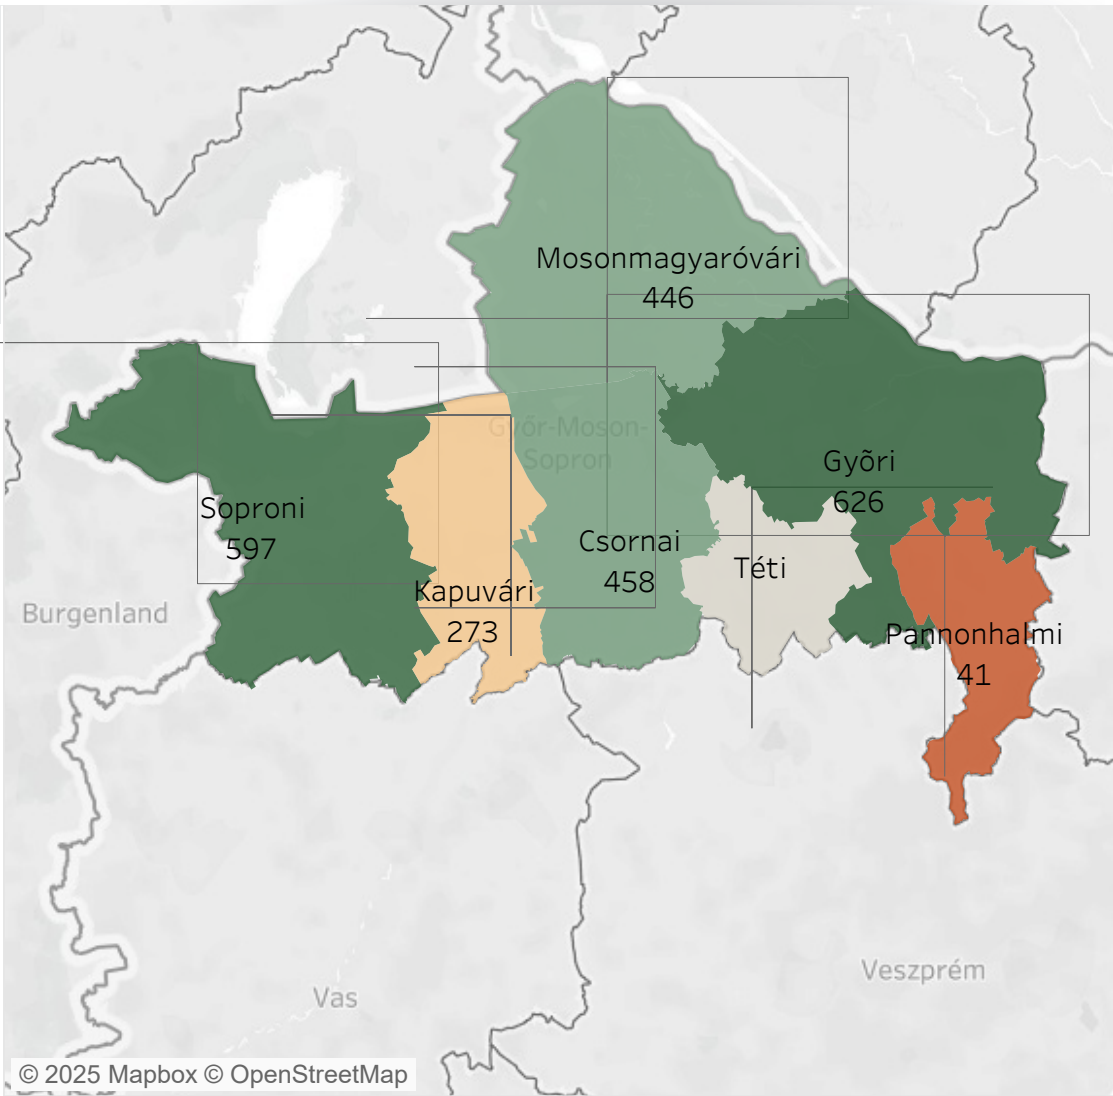 Mosonmagyaróvári
446
Győr-Moson-
Sopron
Győri
626
Soproni
597
Csornai
458
Téti
Kapuvári
273
Burgenland
Pannonhalmi
41
Veszprém
Vas
© 2025 Mapbox © OpenStreetMap